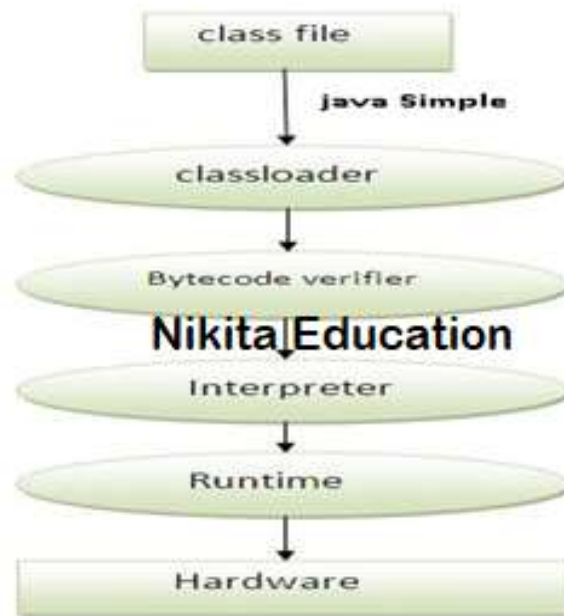 class file
java Simple
classloader
Bytecode verifier
Nikita Education
Interpreter
Runtime
Hardware